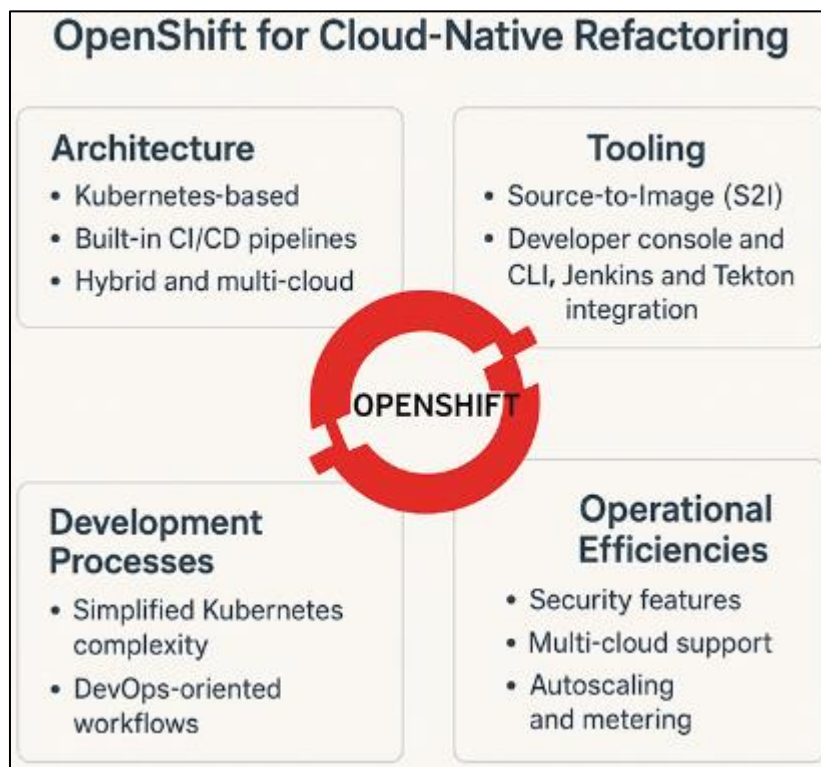 OpenShift for Cloud-Native Refactoring
Architecture
• Kubernetes-based
• Built-in CI/CD pipelines
• Hybrid and multi-cloud
Tooling
• Source-to-Image (S2I)
• Developer console and
CLI, Jenkins and Tekton
integration
OPENSHIFT
Development
Processes
• Simplified Kubernetes
complexity
• DevOps-oriented
workflows
Operational
Efficiencies
• Security features
• Multi-cloud support
• Autoscaling
and metering